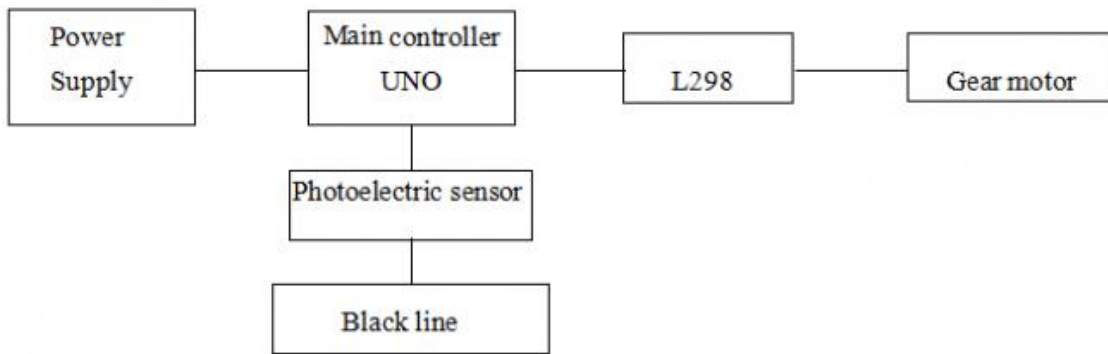 Power
Supply
Main controller
UNO
L298
Gear motor
Photoelectric sensor
Black line